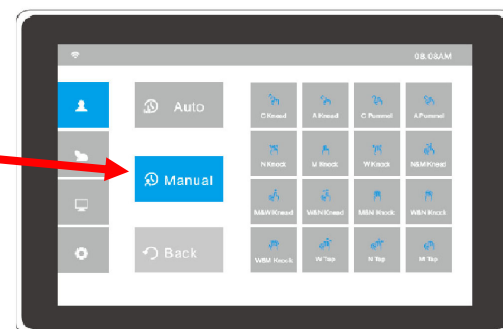 08:08AM
Auto
C Knead A Knead C Pummel A Pummel
N Knock M Knock W Knock N&M Knead
Manual
M&W Knead W&N Knead M&N Knock W&N Knock
Back
W&M Knock W Tap N Tap M Tap